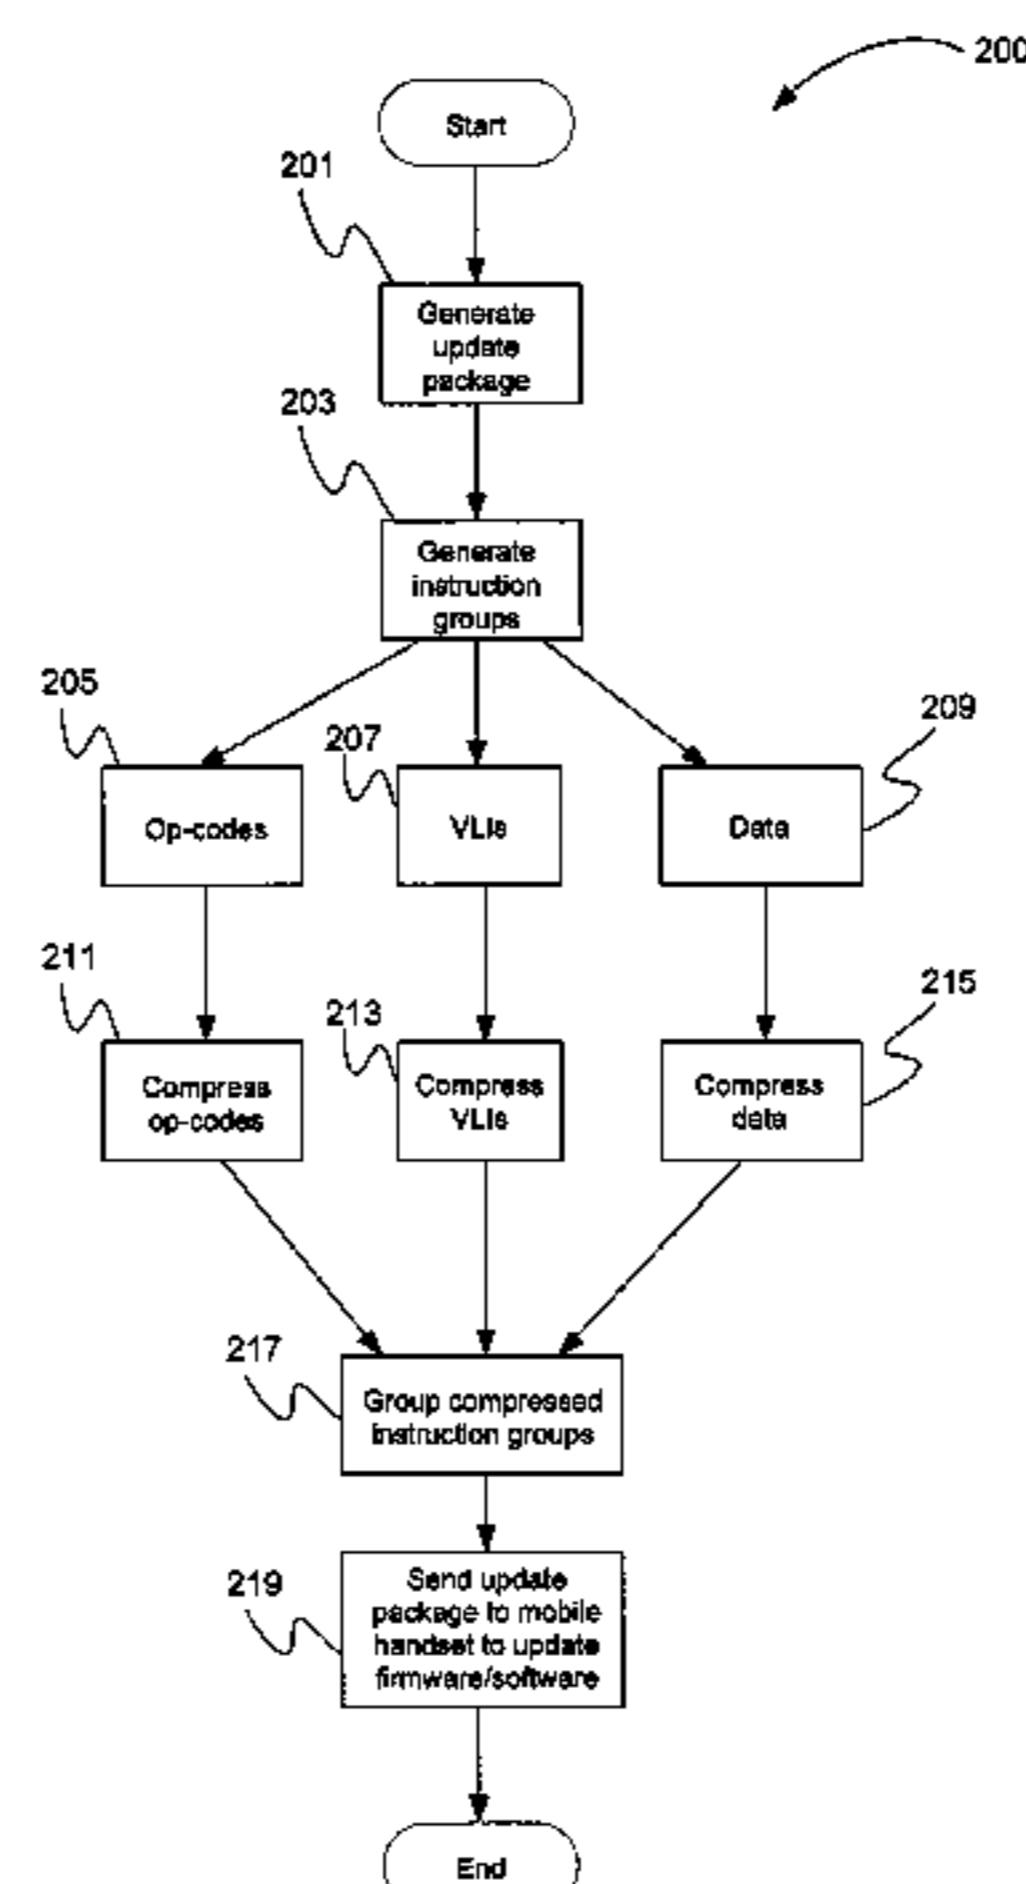 200
Start
201
Generate
update
package
203
Generate
instruction
groups
205
207
209
Op-codes
VLIs
Data
211
213
215
Compress
op-codes
Compress
VLIs
Compress
data
217
Group compressed
instruction groups
219
Send update
package to mobile
handset to update
firmware/software
End